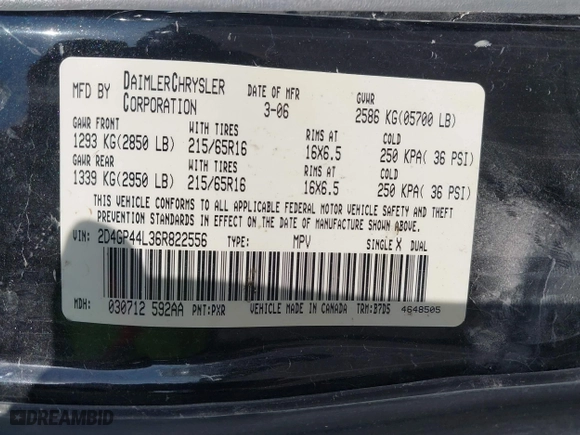 MFD BY DAIMLERCHRYSLER CORPORATION DATE OF MFR 3-06 GVWR 2586 KG(05700 LB)
GAWR FRONT WITH TIRES RIMS AT COLD
1293 KG(2850 LB) 215/65R16 16X6.5 250 KPA( 36 PSI)
GAWR REAR WITH TIRES RIMS AT COLD
1339 KG(2950 LB) 215/65R16 16X6.5 250 KPA( 36 PSI)
THIS VEHICLE CONFORMS TO ALL APPLICABLE FEDERAL MOTOR VEHICLE SAFETY AND THEFT
PREVENTION STANDARDS IN EFFECT ON THE DATE OF MANUFACTURE SHOWN ABOVE.
VIN: 2D4GP44L36R822556 TYPE: MPV SINGLE X DUAL
MDH: 030712 592AA PNT:PXR VEHICLE MADE IN CANADA TRM:B7D5 4648505
DREAMBID